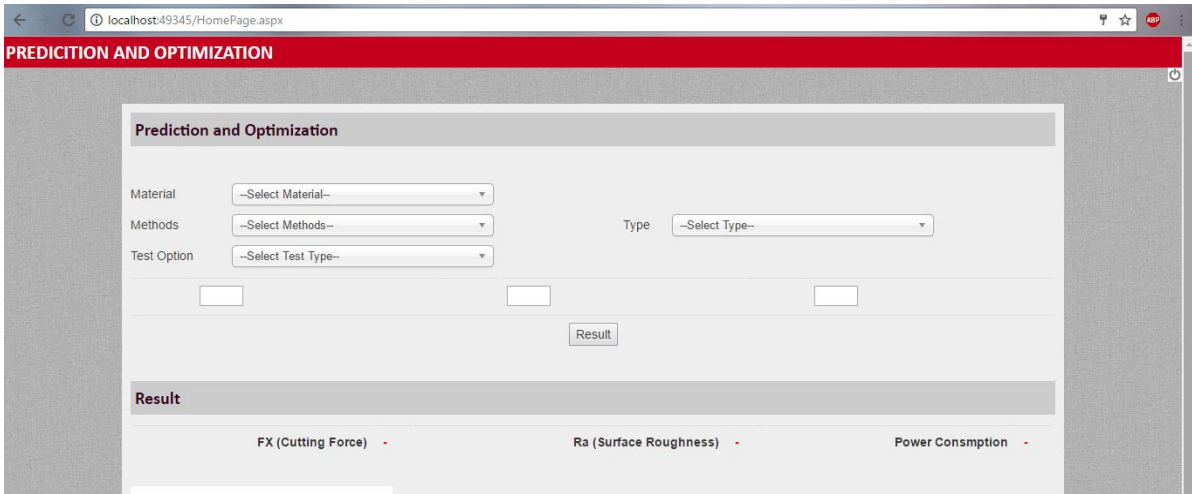 localhost:49345/HomePage.aspx
ABP
PREDICITION AND OPTIMIZATION
Prediction and Optimization
Material --Select Material--
Methods --Select Methods-- Type --Select Type--
Test Option --Select Test Type--
Result
Result
FX (Cutting Force) - Ra (Surface Roughness) - Power Consmption -